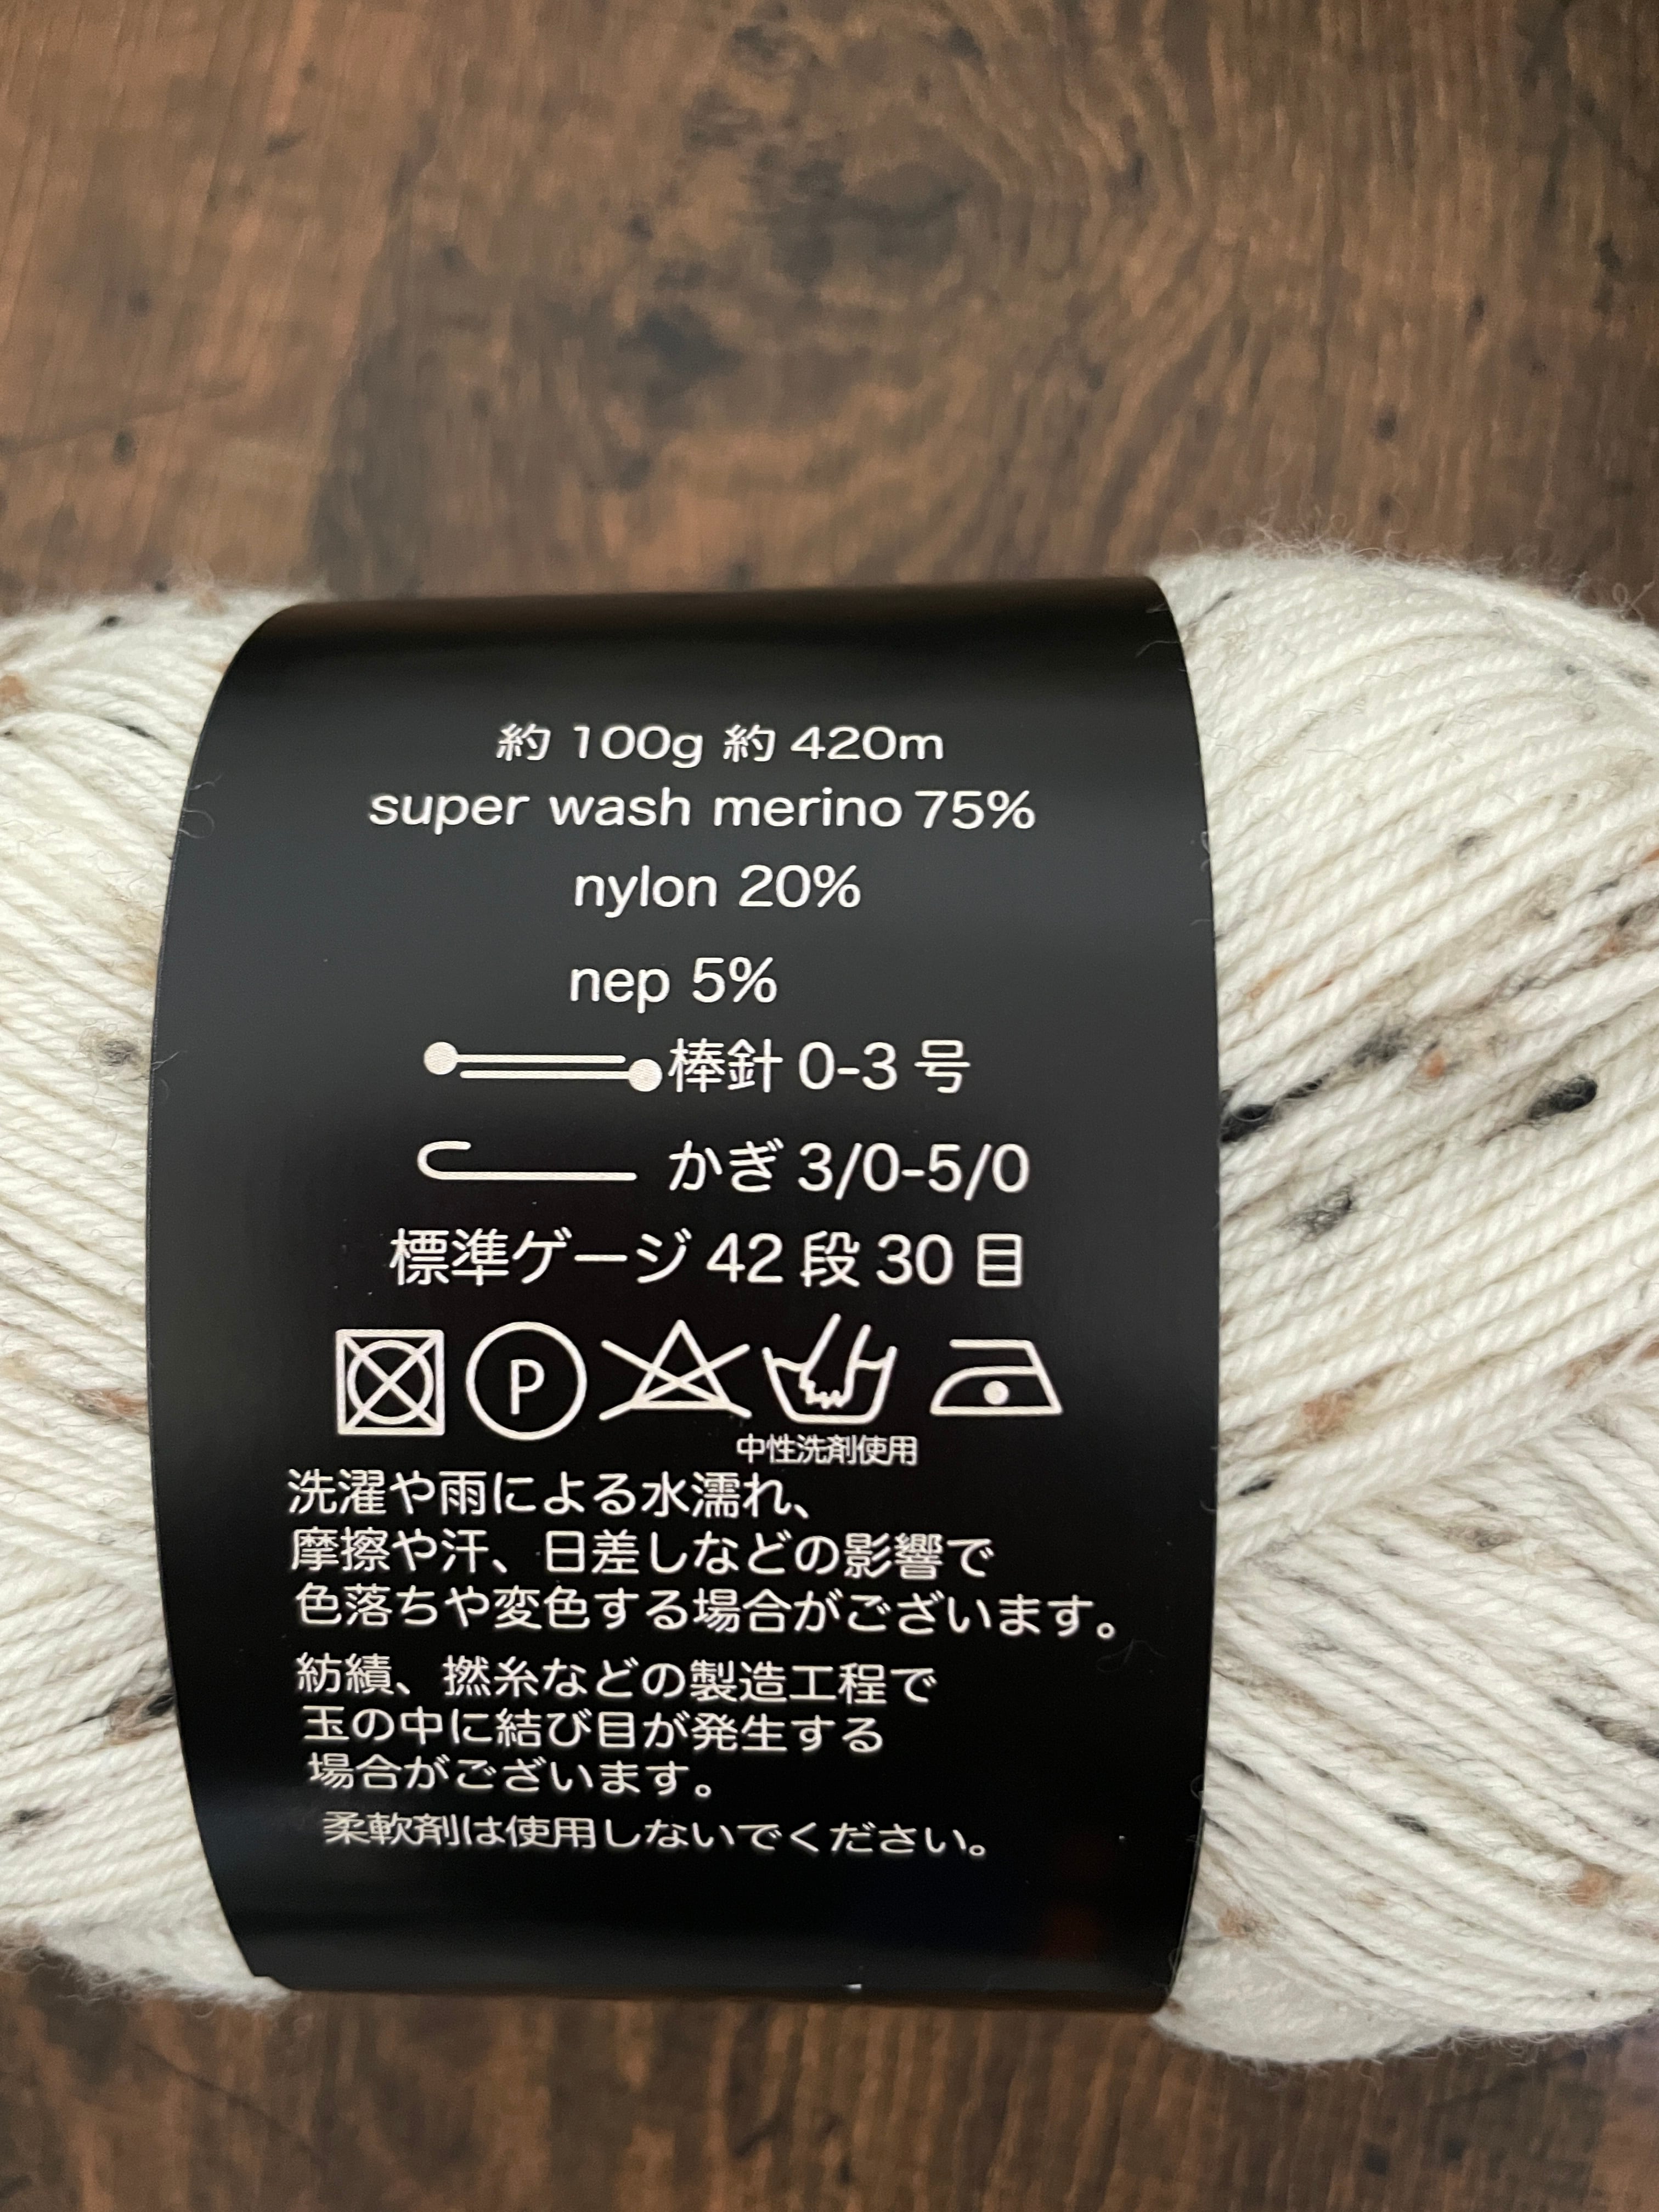 約 100g 約 420m
super wash merino 75%
nylon 20%
nep 5%
棒針 0-3 号
かぎ 3/0-5/0
標準ゲージ 42 段 30 目
P
中性洗剤使用
洗濯や雨による水濡れ、
摩擦や汗、日差しなどの影響で
色落ちや変色する場合がございます。
紡績、撚糸などの製造工程で
玉の中に結び目が発生する
場合がございます。
柔軟剤は使用しないでください。